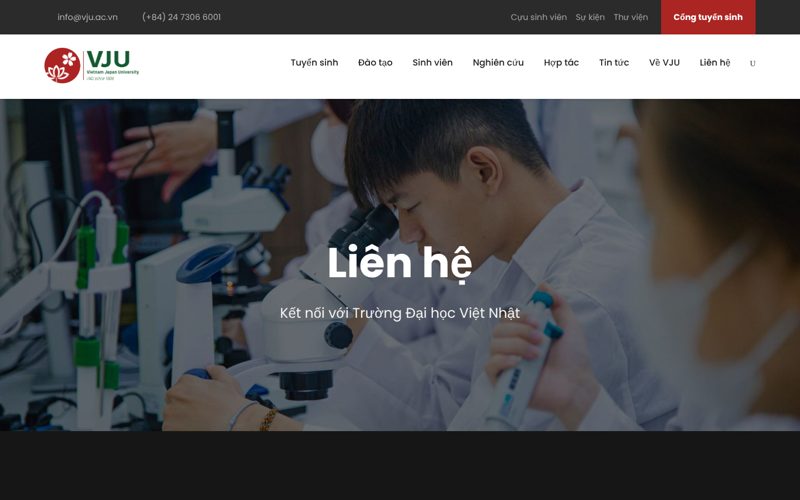 info@vju.ac.vn (+84) 24 7306 6001 Cựu sinh viên Sự kiện Thư viện Cổng tuyển sinh
VJU
Vietnam Japan University
Tuyển sinh Đào tạo Sinh viên Nghiên cứu Hợp tác Tin tức Về VJU Liên hệ U
Liên hệ
Kết nối với Trường Đại học Việt Nhật